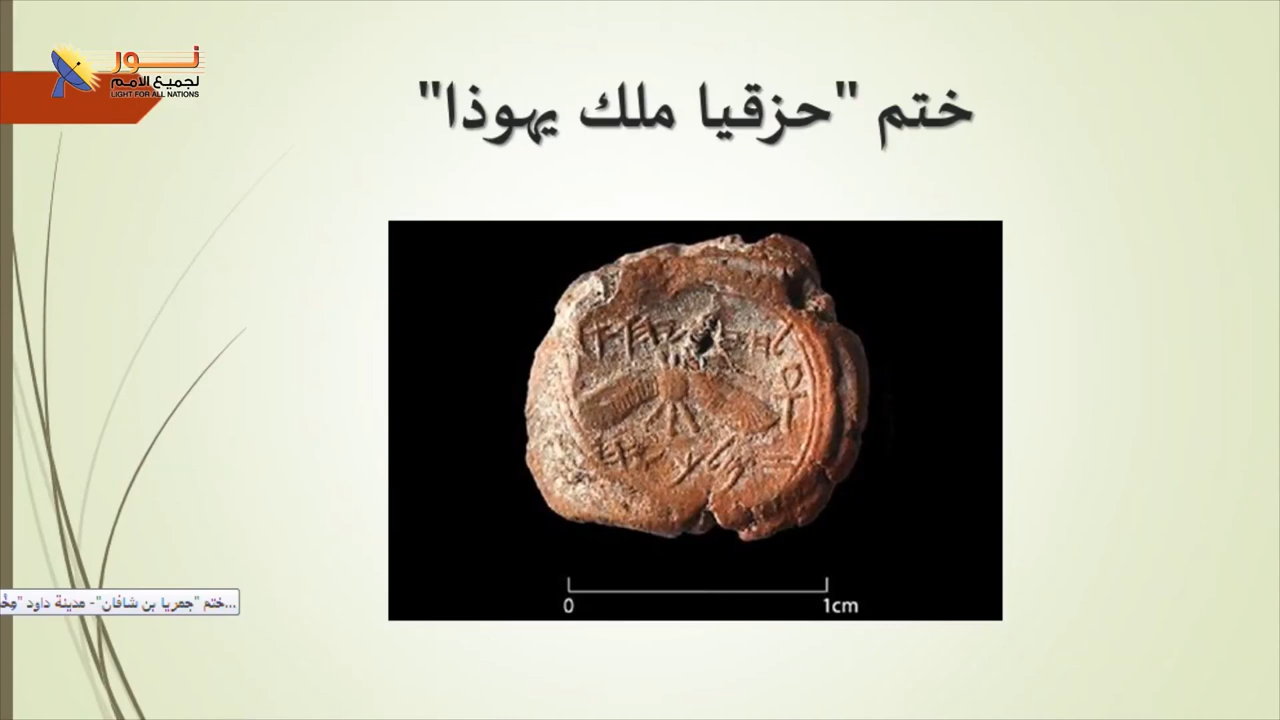 نور
لجميع الأمم
LIGHT FOR ALL NATIONS
ختم "حزقيا ملك يهوذا"
0 1cm
ختم "جمريا بن شافان"- مدينة داود